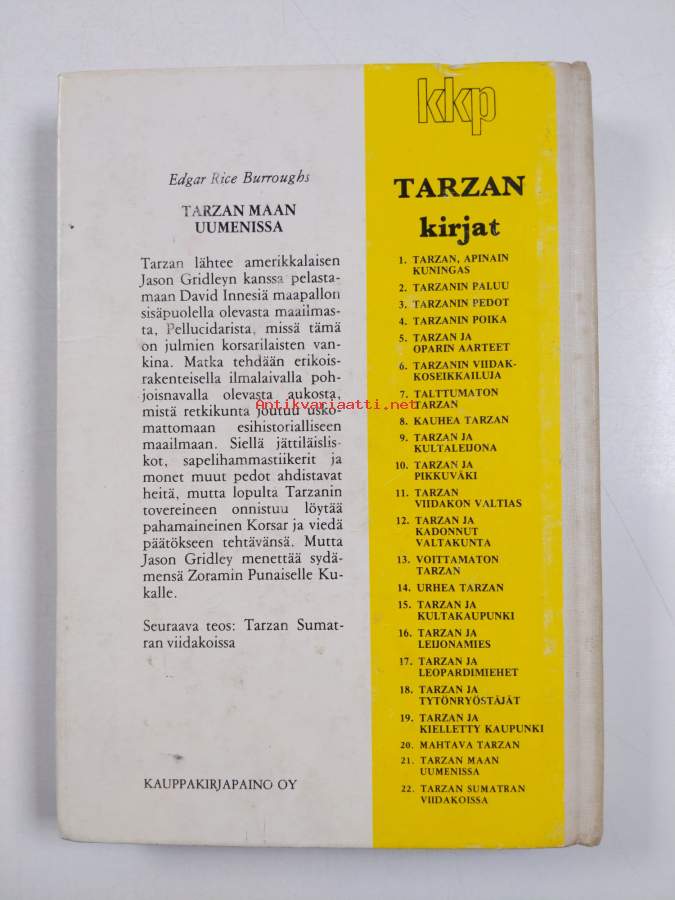 Edgar Rice Burroughs
TARZAN MAAN
UUMENISSA
Tarzan lähtee amerikkalaisen
Jason Gridleyn kanssa pelasta-
maan David Innesiä maapallon
sisäpuolella olevasta maailmas-
ta, Pellucidarista, missä tämä
on julmien korsarilaisten van-
kina. Matka tehdään erikois-
rakenteisella ilmalaivalla poh-
joisnavalla olevasta aukosta,
mistä retkikunta joutuu usko-
mattomaan esihistorialliseen
maailmaan. Siellä jättiläislis-
kot, sapelihammastiikerit ja
monet muut pedot ahdistavat
heitä, mutta lopulta Tarzanin
tovereineen onnistuu löytää
pahamaineinen Korsar ja viedä
päätökseen tehtävänsä. Mutta
Jason Gridley menettää sydä-
mensä Zoramin Punaiselle Ku-
kalle.
Seuraava teos: Tarzan Sumat-
ran viidakoissa
KAUPPAKIRJAPAINO OY
kkp
TARZAN
kirjat
1. TARZAN, APINAIN
KUNINGAS
2. TARZANIN PALUU
3. TARZANIN PEDOT
4. TARZANIN POIKA
5. TARZAN JA
OPARIN AARTEET
6. TARZANIN VIIDAK-
KOSEIKKAILUJA
7. TALTTUMATON
TARZAN
8. KAUHEA TARZAN
9. TARZAN JA
KULTALEIJONA
10. TARZAN JA
PIKKUVÄKI
11. TARZAN
VIIDAKON VALTIAS
12. TARZAN JA
KADONNUT
VALTAKUNTA
13. VOITTAMATON
TARZAN
14. URHEA TARZAN
15. TARZAN JA
KULTAKAUPUNKI
16. TARZAN JA
LEIJONAMIES
17. TARZAN JA
LEOPARDIMIEHET
18. TARZAN JA
TYTÖNRYÖSTÄJÄT
19. TARZAN JA
KIELLETTY KAUPUNKI
20. MAHTAVA TARZAN
21. TARZAN MAAN
UUMENISSA
22. TARZAN SUMATRAN
VIIDAKOISSA
Antikvariaatti.net